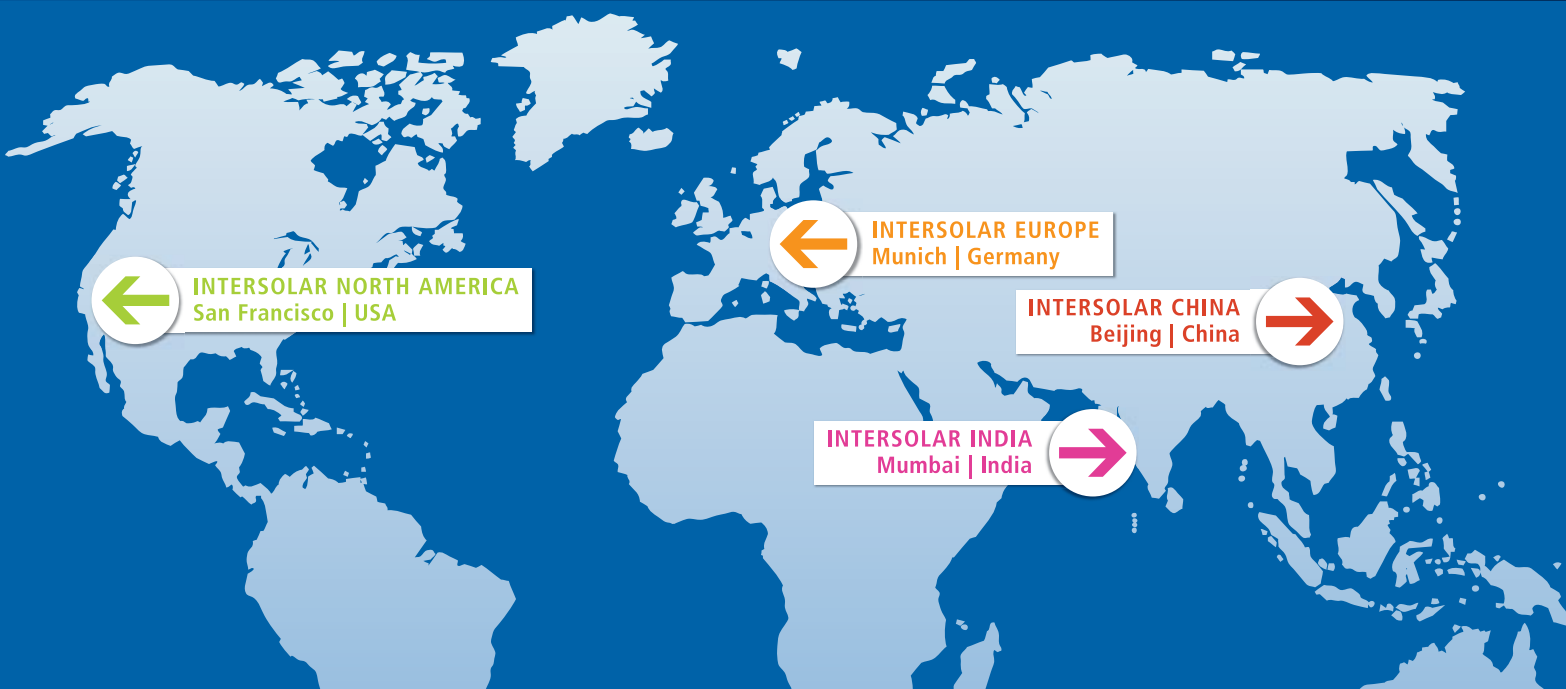 INTERSOLAR EUROPE
Munich | Germany
INTERSOLAR NORTH AMERICA
San Francisco | USA
INTERSOLAR CHINA
Beijing | China
INTERSOLAR INDIA
Mumbai | India